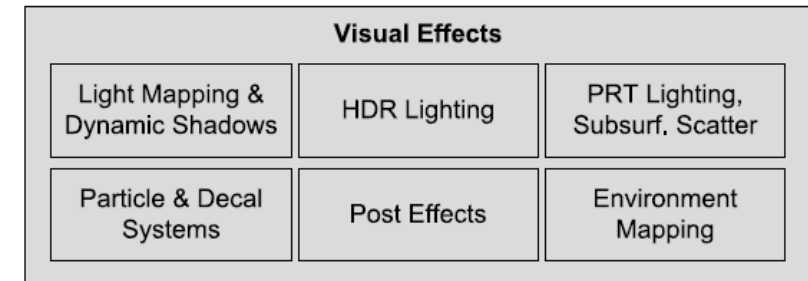 Visual Effects
Light Mapping &
Dynamic Shadows
HDR Lighting
PRT Lighting,
Subsurf. Scatter
Particle & Decal
Systems
Post Effects
Environment
Mapping